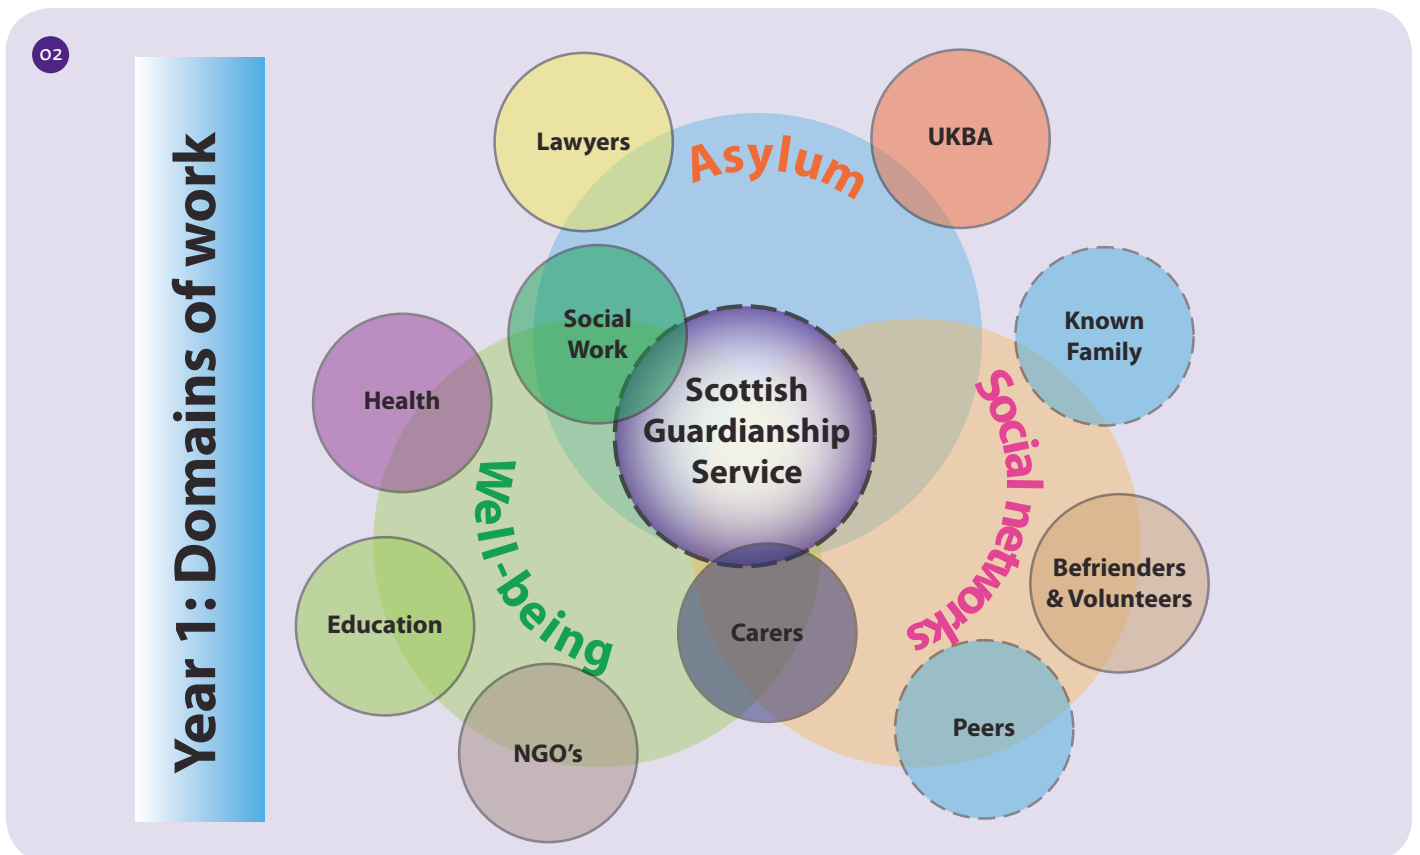 02
Year 1: Domains of work
Lawyers
Asylum
UKBA
Social
Work
Known
Family
Health
Scottish
Guardianship
Service
Social networks
Well-being
Befrienders
& Volunteers
Education
Carers
Peers
NGO's